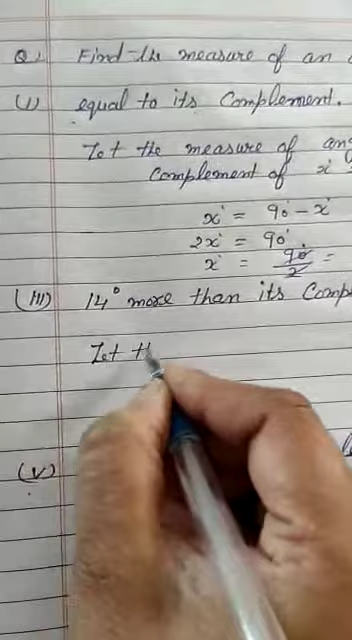 Q. Find the measure of an
(i) equal to its Complement.
Let the measure of ang
Complement of x°
x° = 90° - x°
2x° = 90°
x° = 90° / 2 =
(iii) 14° more than its Comp
Let th
(v)